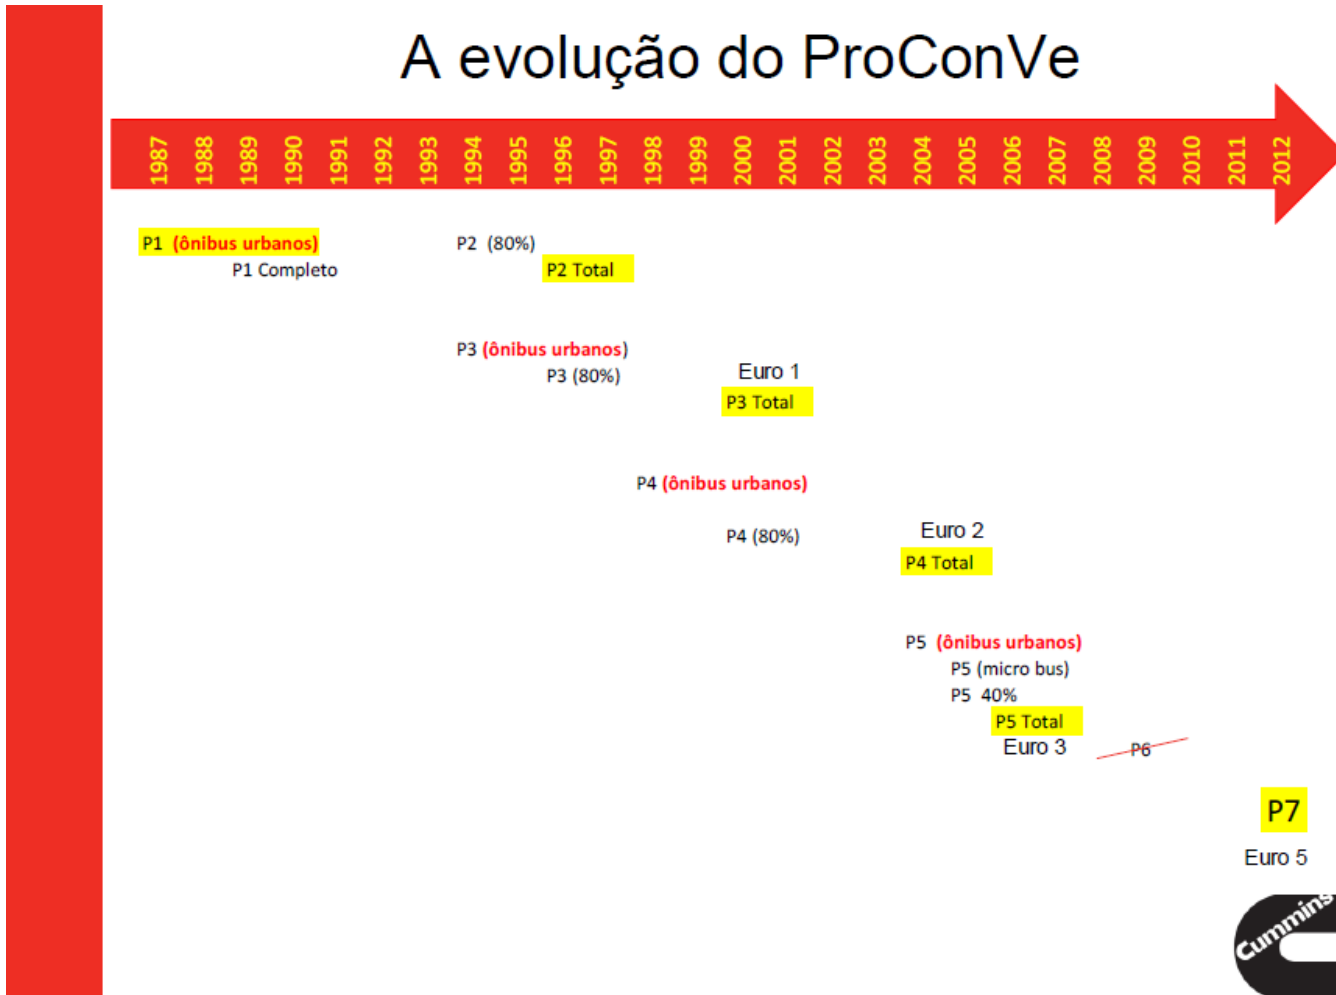 A evolução do ProConVe
1987 1988 1989 1990 1991 1992 1993 1994 1995 1996 1997 1998 1999 2000 2001 2002 2003 2004 2005 2006 2007 2008 2009 2010 2011 2012
P1 (ônibus urbanos) P2 (80%)
P1 Completo P2 Total
P3 (ônibus urbanos)
P3 (80%) Euro 1
P3 Total
P4 (ônibus urbanos)
P4 (80%) Euro 2
P4 Total
P5 (ônibus urbanos)
P5 (micro bus)
P5 40%
P5 Total
Euro 3 P6
P7
Euro 5
Cummins